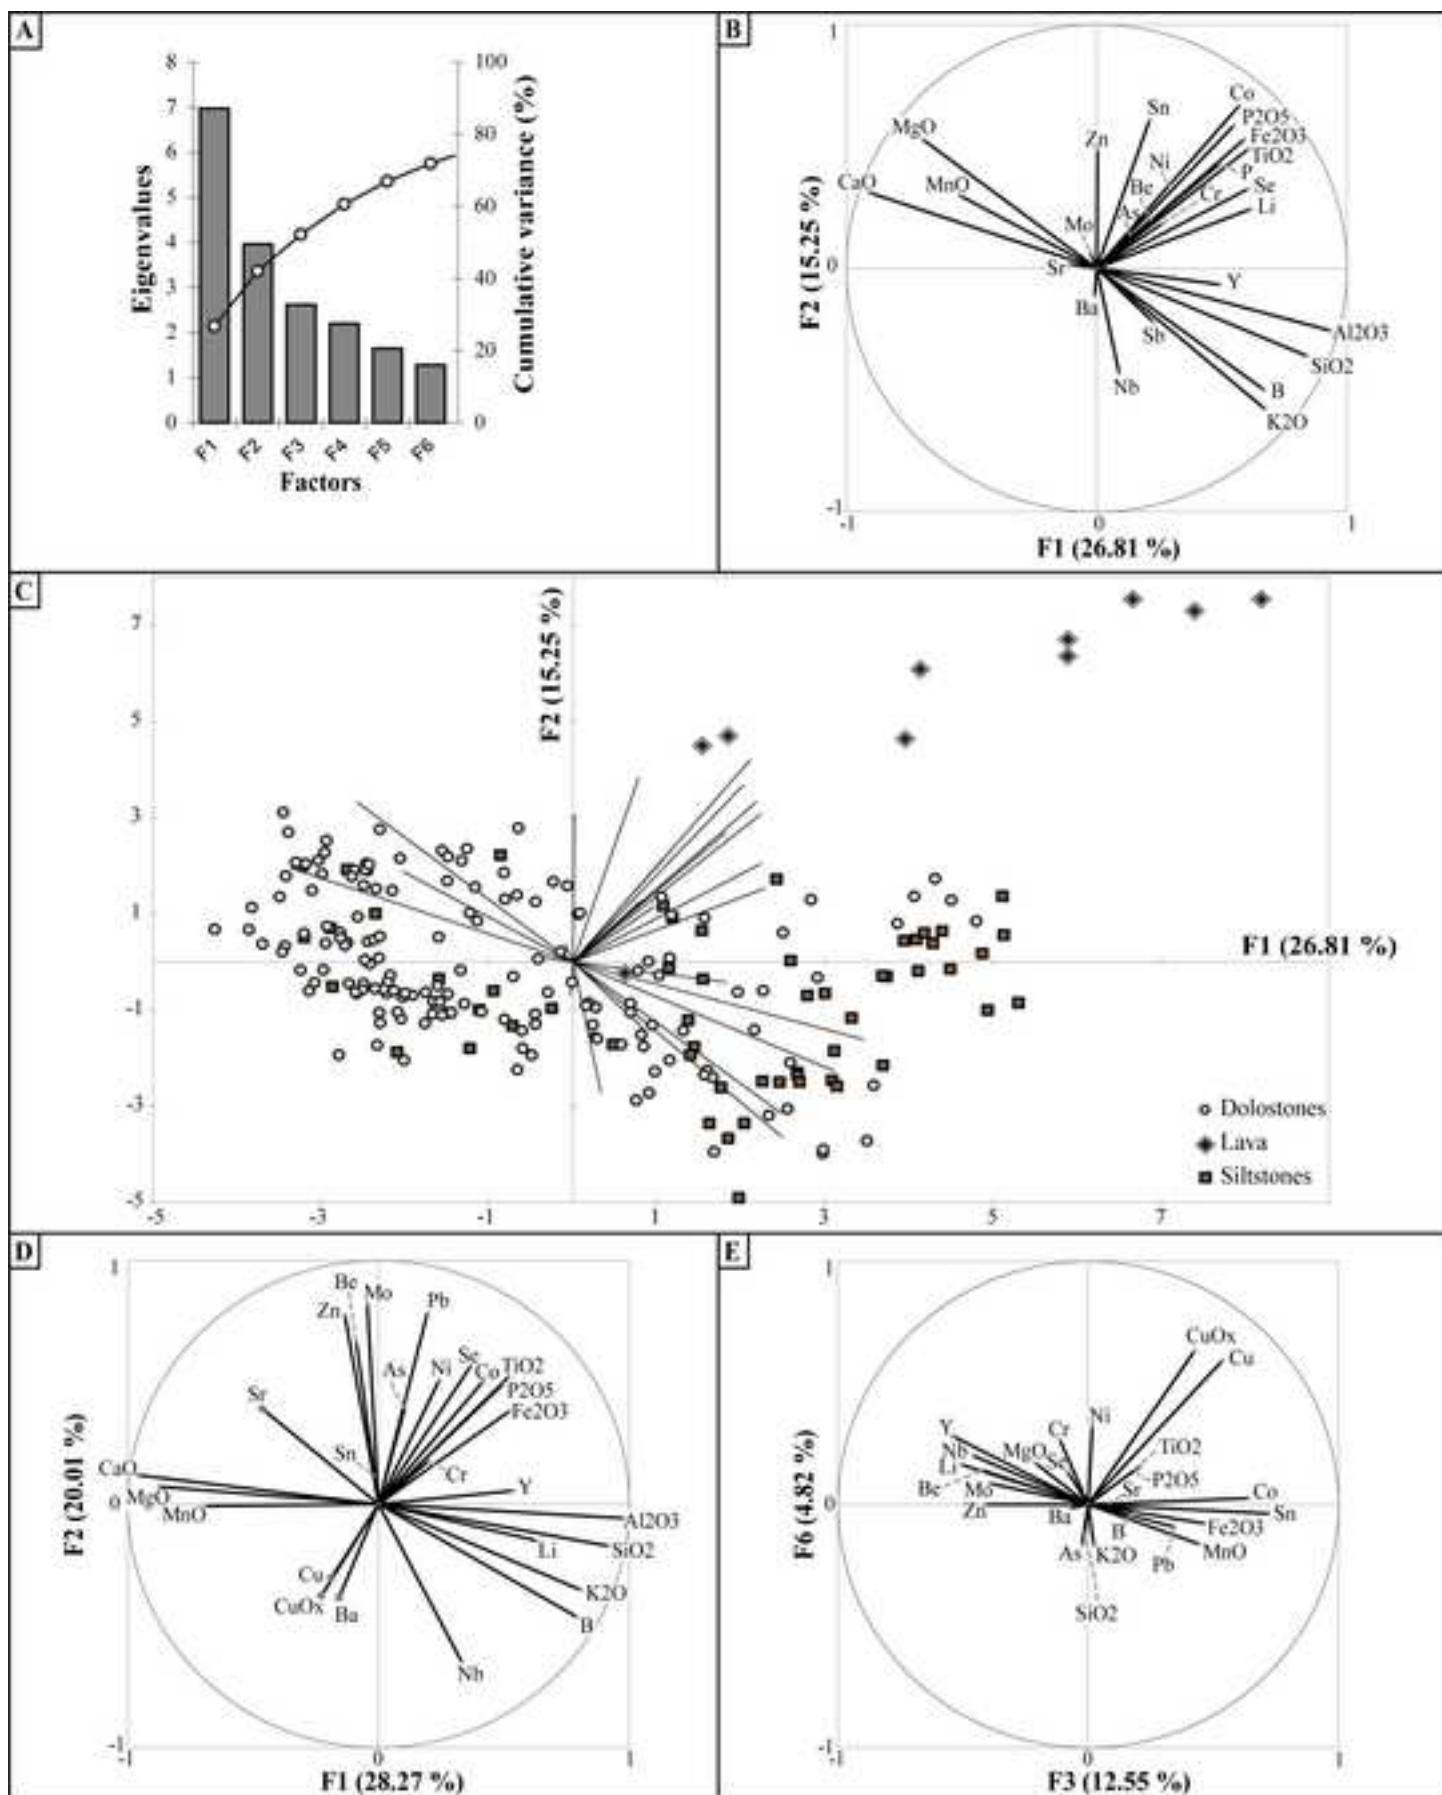 A
Eigenvalues
8
7
6
5
4
3
2
1
0
100
80
60
40
20
0
Cumulative variance (%)
F1 F2 F3 F4 F5 F6
Factors
B
F2 (15.25 %)
1
Co
Sn
P2O5
MgO
Zn
Fe2O3
TiO2
Ni
P
CaO
MnO
Be
Se
Cr
As
Li
Mo
0
Sr
Y
Ba
Al2O3
Sb
SiO2
Nb
B
K2O
-1
-1 0 1
F1 (26.81 %)
C
F2 (15.25 %)
7
5
3
1
-1
-3
-5
F1 (26.81 %)
Dolostones
Lava
Siltstones
-5 -3 -1 1 3 5 7
D
F2 (20.01 %)
1
Be
Mo
Pb
Zn
As
Ni
Se
Co
TiO2
P2O5
Sr
Fe2O3
Sn
CaO
Cr
Y
MgO
0
MnO
Al2O3
Li
SiO2
Cu
K2O
CuOx
Ba
B
Nb
-1
-1 0 1
F1 (28.27 %)
E
F6 (4.82 %)
1
CuOx
Cu
Ni
Y
Cr
Nb
MgO
Se
TiO2
Li
Be
Mo
P2O5
Sr
Co
0
Zn
Ba
Sn
B
Fe2O3
As
K2O
MnO
Pb
SiO2
-1
-1 0 1
F3 (12.55 %)